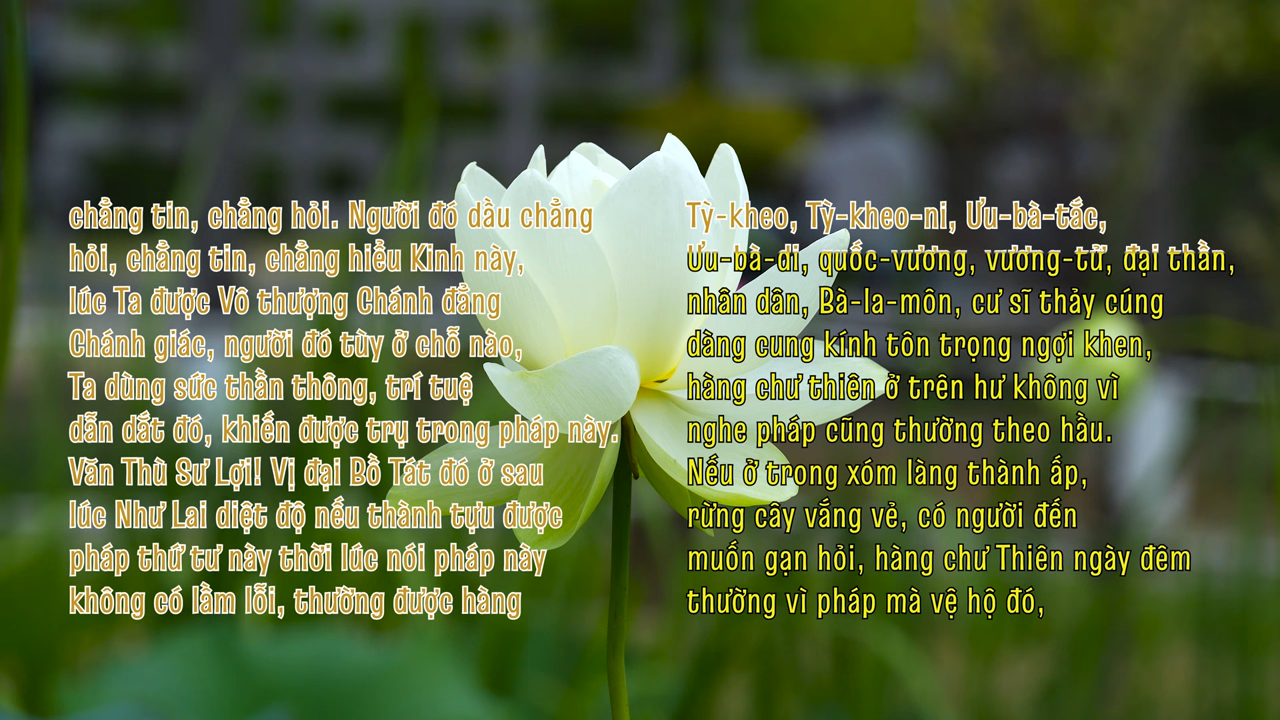 chẳng tin, chẳng hỏi. Người đó dầu chẳng
hỏi, chẳng tin, chẳng hiểu Kinh này,
lúc Ta được Vô thượng Chánh đẳng
Chánh giác, người đó tùy ở chỗ nào,
Ta dùng sức thần thông, trí tuệ
dẫn dắt đó, khiến được trụ trong pháp này.
Văn Thù Sư Lợi! Vị đại Bồ Tát đó ở sau
lúc Như Lai diệt độ nếu thành tựu được
pháp thứ tư này thời lúc nói pháp này
không có lầm lỗi, thường được hàng
Tỳ-kheo, Tỳ-kheo-ni, Ưu-bà-tắc,
Ưu-bà-di, quốc-vương, vương-tử, đại thần,
nhân dân, Bà-la-môn, cư sĩ thảy cúng
dàng cung kính tôn trọng ngợi khen,
hàng chư thiên ở trên hư không vì
nghe pháp cũng thường theo hầu.
Nếu ở trong xóm làng thành ấp,
rừng cây vắng vẻ, có người đến
muốn gạn hỏi, hàng chư Thiên ngày đêm
thường vì pháp mà vệ hộ đó,